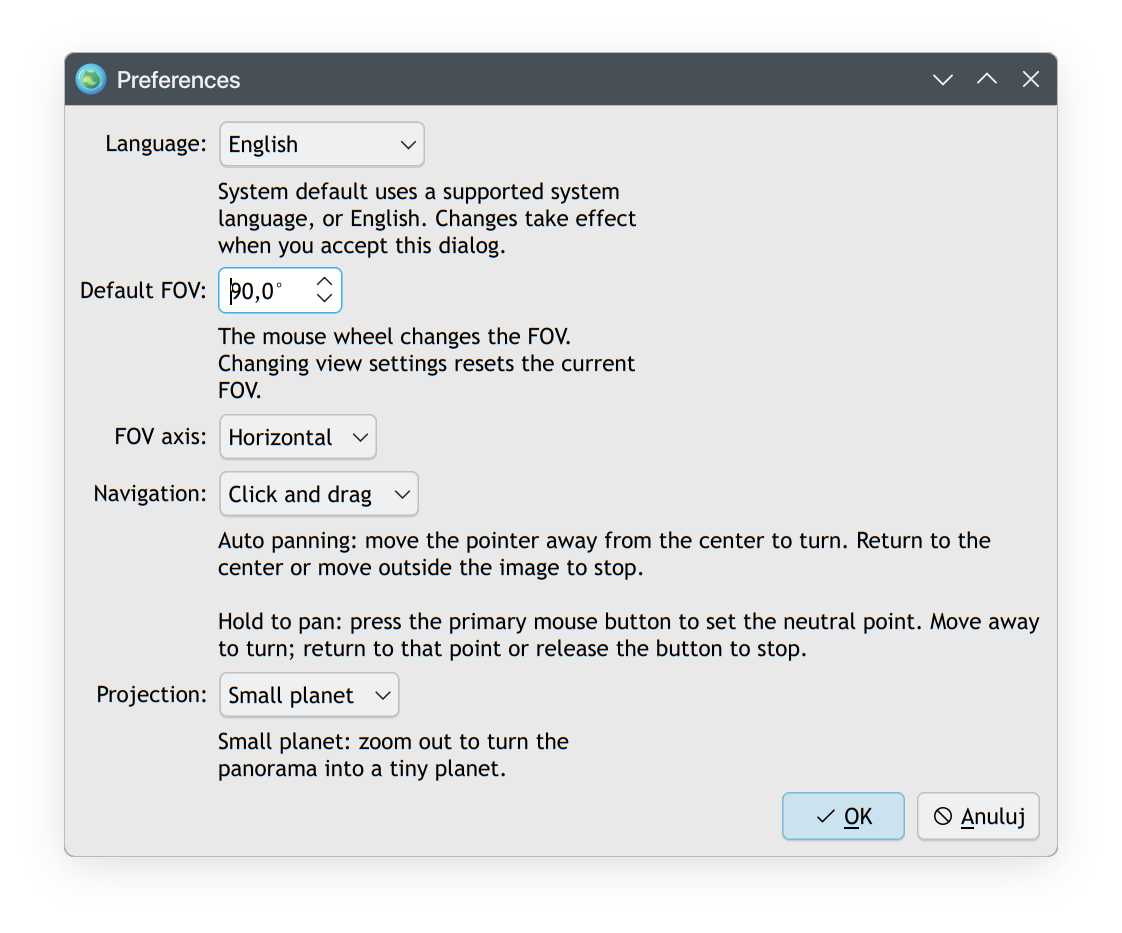 Preferences
Language: English
System default uses a supported system
language, or English. Changes take effect
when you accept this dialog.
Default FOV: 90,0°
The mouse wheel changes the FOV.
Changing view settings resets the current
FOV.
FOV axis: Horizontal
Navigation: Click and drag
Auto panning: move the pointer away from the center to turn. Return to the
center or move outside the image to stop.
Hold to pan: press the primary mouse button to set the neutral point. Move away
to turn; return to that point or release the button to stop.
Projection: Small planet
Small planet: zoom out to turn the
panorama into a tiny planet.
OK Anuluj